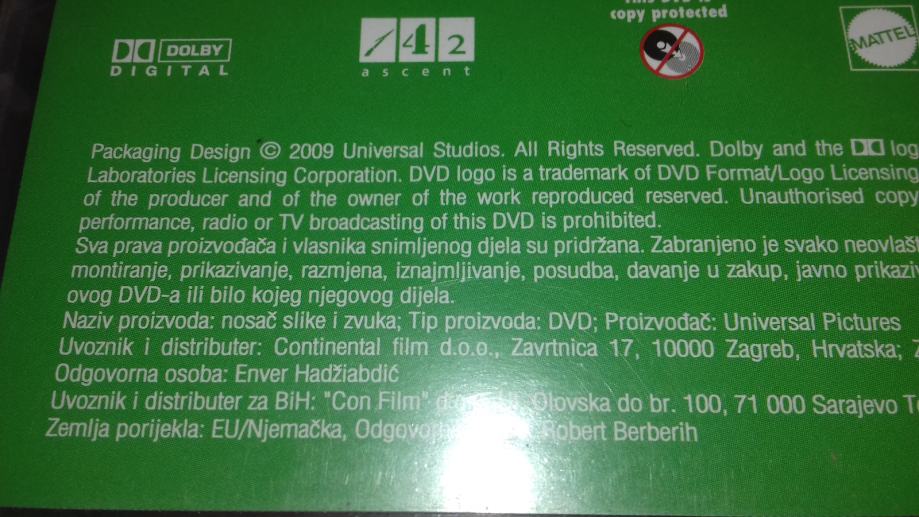 copy protected
DOLBY
DIGITAL
142
ascent
MATTEL
Packaging Design © 2009 Universal Studios. All Rights Reserved. Dolby and the
Laboratories Licensing Corporation. DVD logo is a trademark of DVD Format/Logo Licensing
of the producer and of the owner of the work reproduced reserved. Unauthorised
performance, radio or TV broadcasting of this DVD is prohibited.
Sva prava proizvođača i vlasnika snimljenog djela su pridržana. Zabranjeno je svako
montiranje, prikazivanje, razmjena, iznajmljivanje, posudba, davanje u zakup, javno
ovog DVD-a ili bilo kojeg njegovog dijela.
Naziv proizvoda: nosač slike i zvuka; Tip proizvoda: DVD; Proizvođač: Universal Pictures
Uvoznik i distributer: Continental film d.o.o., Zavrtnica 17, 10000 Zagreb, Hrvatska;
Odgovorna osoba: Enver Hadžiabdić
Uvoznik i distributer za BiH: "Con Film" Olovska do br. 100, 71 000 Sarajevo
Zemlja porijekla: EU/Njemačka, Robert Berberih